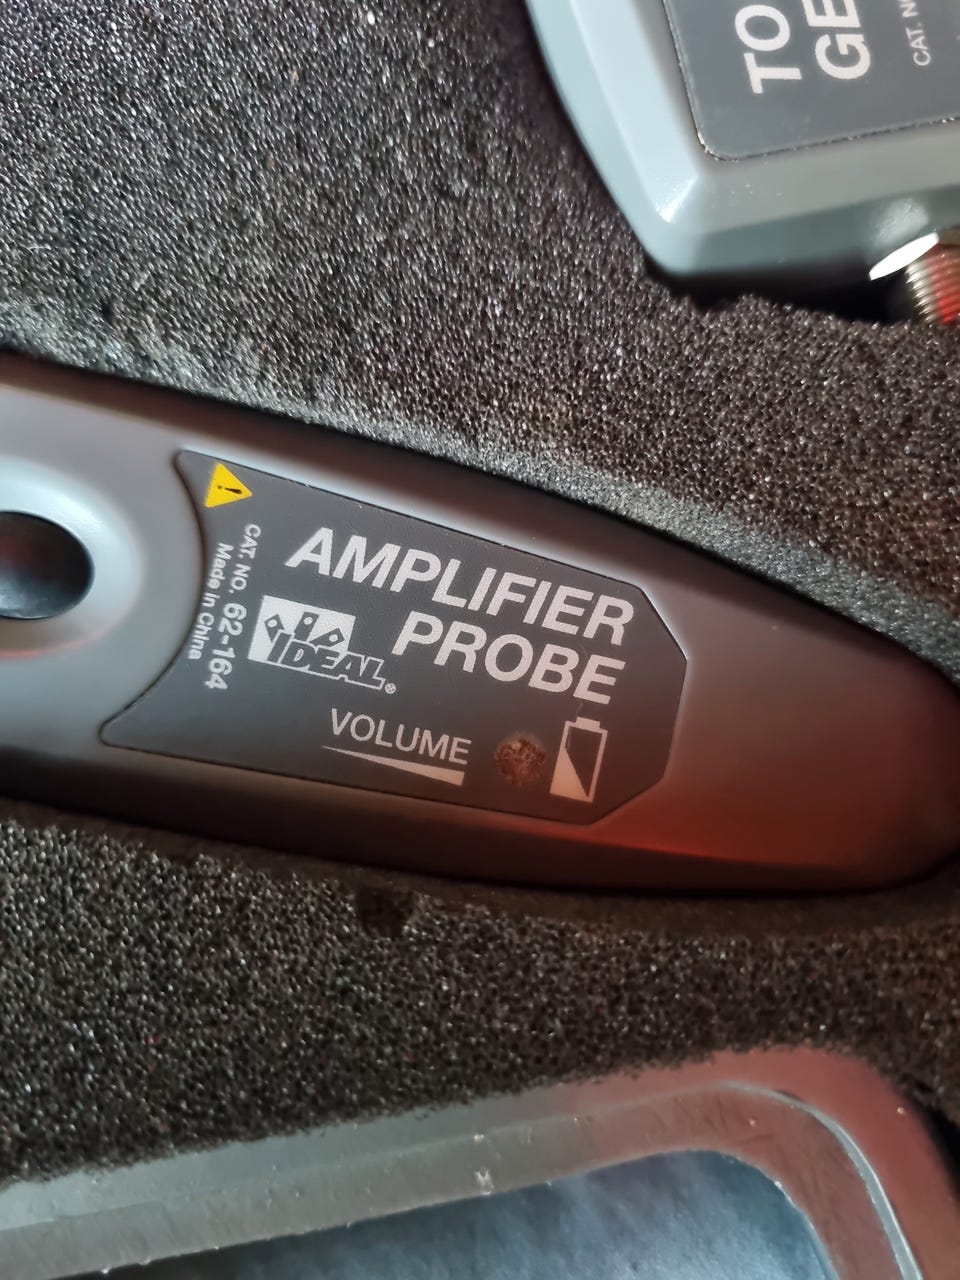 TO
GE
CAT. N
AMPLIFIER
PROBE
IDEAL®
VOLUME
CAT. NO. 62-164
Made in China